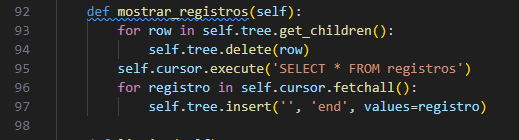 92 def mostrar_registros(self):
93 for row in self.tree.get_children():
94 self.tree.delete(row)
95 self.cursor.execute('SELECT * FROM registros')
96 for registro in self.cursor.fetchall():
97 self.tree.insert('', 'end', values=registro)
98